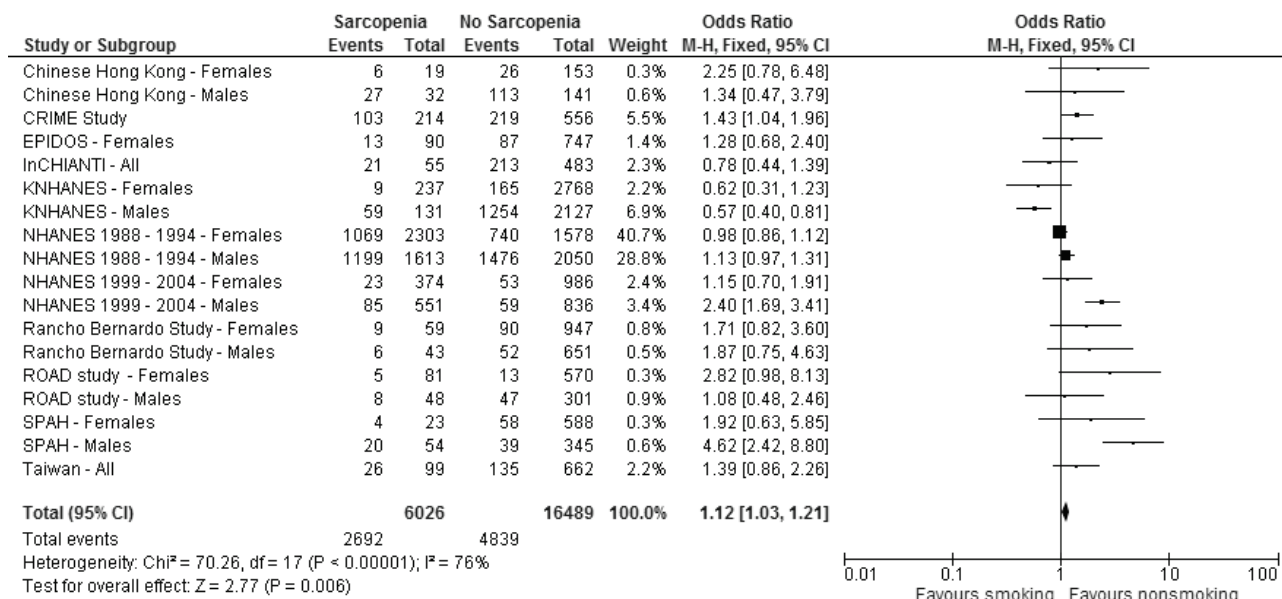 Sarcopenia No Sarcopenia Odds Ratio Odds Ratio
Study or Subgroup Events Total Events Total Weight M-H, Fixed, 95% CI M-H, Fixed, 95% CI
Chinese Hong Kong - Females 6 19 26 153 0.3% 2.25 [0.78, 6.48]
Chinese Hong Kong - Males 27 32 113 141 0.6% 1.34 [0.47, 3.79]
CRIME Study 103 214 219 556 5.5% 1.43 [1.04, 1.96]
EPIDOS - Females 13 90 87 747 1.4% 1.28 [0.68, 2.40]
InCHIANTI - All 21 55 213 483 2.3% 0.78 [0.44, 1.39]
KNHANES - Females 9 237 165 2768 2.2% 0.62 [0.31, 1.23]
KNHANES - Males 59 131 1254 2127 6.9% 0.57 [0.40, 0.81]
NHANES 1988 - 1994 - Females 1069 2303 740 1578 40.7% 0.98 [0.86, 1.12]
NHANES 1988 - 1994 - Males 1199 1613 1476 2050 28.8% 1.13 [0.97, 1.31]
NHANES 1999 - 2004 - Females 23 374 53 986 2.4% 1.15 [0.70, 1.91]
NHANES 1999 - 2004 - Males 85 551 59 836 3.4% 2.40 [1.69, 3.41]
Rancho Bernardo Study - Females 9 59 90 947 0.8% 1.71 [0.82, 3.60]
Rancho Bernardo Study - Males 6 43 52 651 0.5% 1.87 [0.75, 4.63]
ROAD study - Females 5 81 13 570 0.3% 2.82 [0.98, 8.13]
ROAD study - Males 8 48 47 301 0.9% 1.08 [0.48, 2.46]
SPAH - Females 4 23 58 588 0.3% 1.92 [0.63, 5.85]
SPAH - Males 20 54 39 345 0.6% 4.62 [2.42, 8.80]
Taiwan - All 26 99 135 662 2.2% 1.39 [0.86, 2.26]
Total (95% CI) 6026 16489 100.0% 1.12 [1.03, 1.21]
Total events 2692 4839
Heterogeneity: Chi² = 70.26, df = 17 (P < 0.00001); I² = 76%
Test for overall effect: Z = 2.77 (P = 0.006)
0.01 0.1 1 10 100
Favours smoking Favours nonsmoking